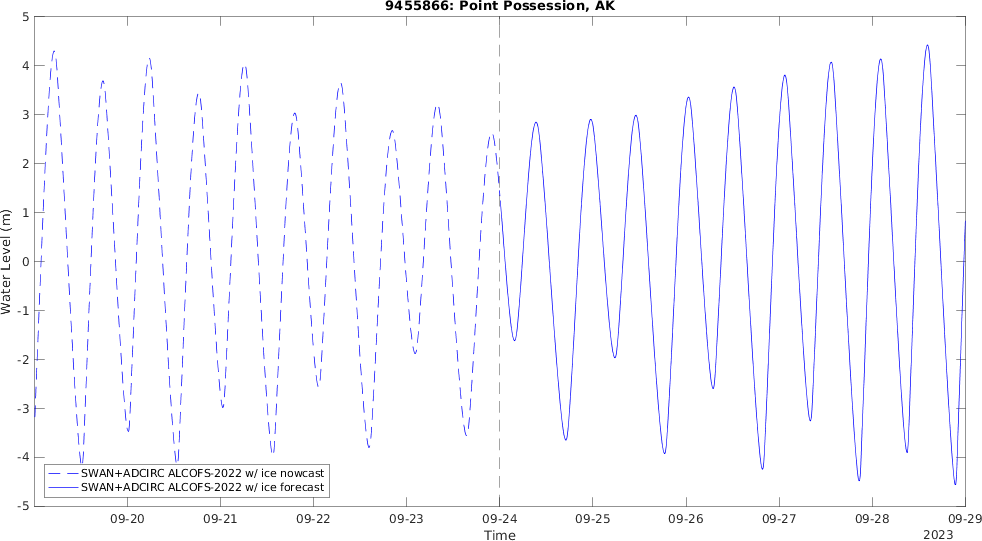 9455866: Point Possession, AK
5
4
3
2
1
0
-1
-2
-3
-4
-5
Water Level (m)
SWAN+ADCIRC ALCOFS-2022 w/ ice nowcast
SWAN+ADCIRC ALCOFS-2022 w/ ice forecast
09-20 09-21 09-22 09-23 09-24 09-25 09-26 09-27 09-28 09-29
Time
2023